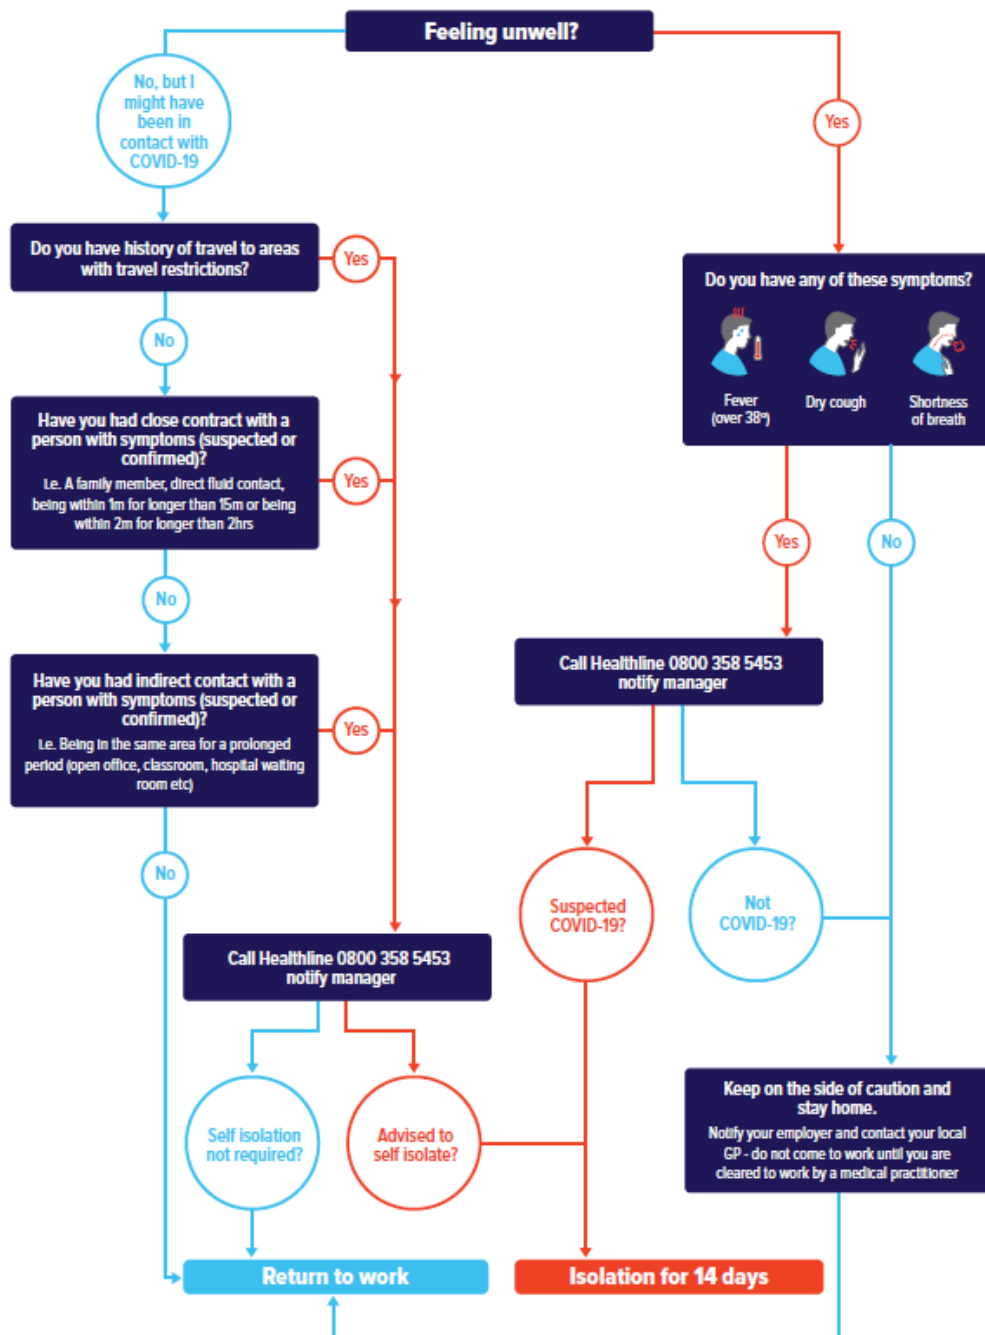 Feeling unwell?
No, but I
might have
been in
contact with
COVID-19
Yes
Do you have history of travel to areas
with travel restrictions?
Yes
No
Do you have any of these symptoms?
Fever
(over 38º)
Dry cough
Shortness
of breath
Have you had close contract with a
person with symptoms (suspected or
confirmed)?
i.e. A family member, direct fluid contact,
being within 1m for longer than 15m or being
within 2m for longer than 2hrs
Yes
No
Yes
No
Have you had indirect contact with a
person with symptoms (suspected or
confirmed)?
i.e. Being in the same area for a prolonged
period (open office, classroom, hospital waiting
room etc)
Yes
No
Call Healthline 0800 358 5453
notify manager
Suspected
COVID-19?
Not
COVID-19?
Call Healthline 0800 358 5453
notify manager
Self isolation
not required?
Advised to
self isolate?
Keep on the side of caution and
stay home.
Notify your employer and contact your local
GP - do not come to work until you are
cleared to work by a medical practitioner
Return to work
Isolation for 14 days